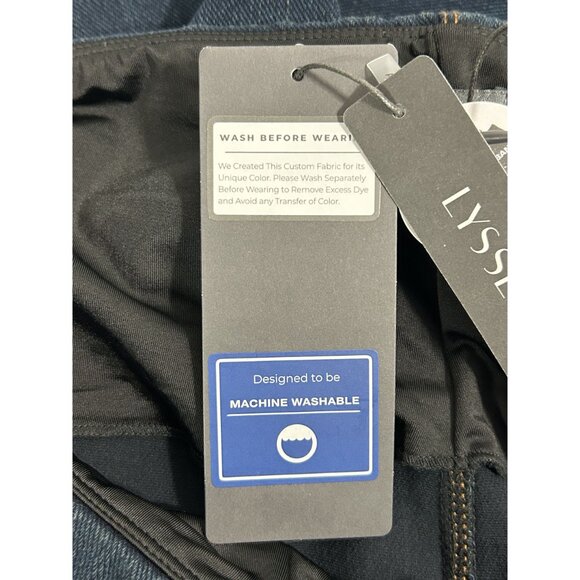 WASH BEFORE WEARI
We Created This Custom Fabric for its
Unique Color. Please Wash Separately
Before Wearing to Remove Excess Dye
and Avoid any Transfer of Color.
LYSSE
Designed to be
MACHINE WASHABLE